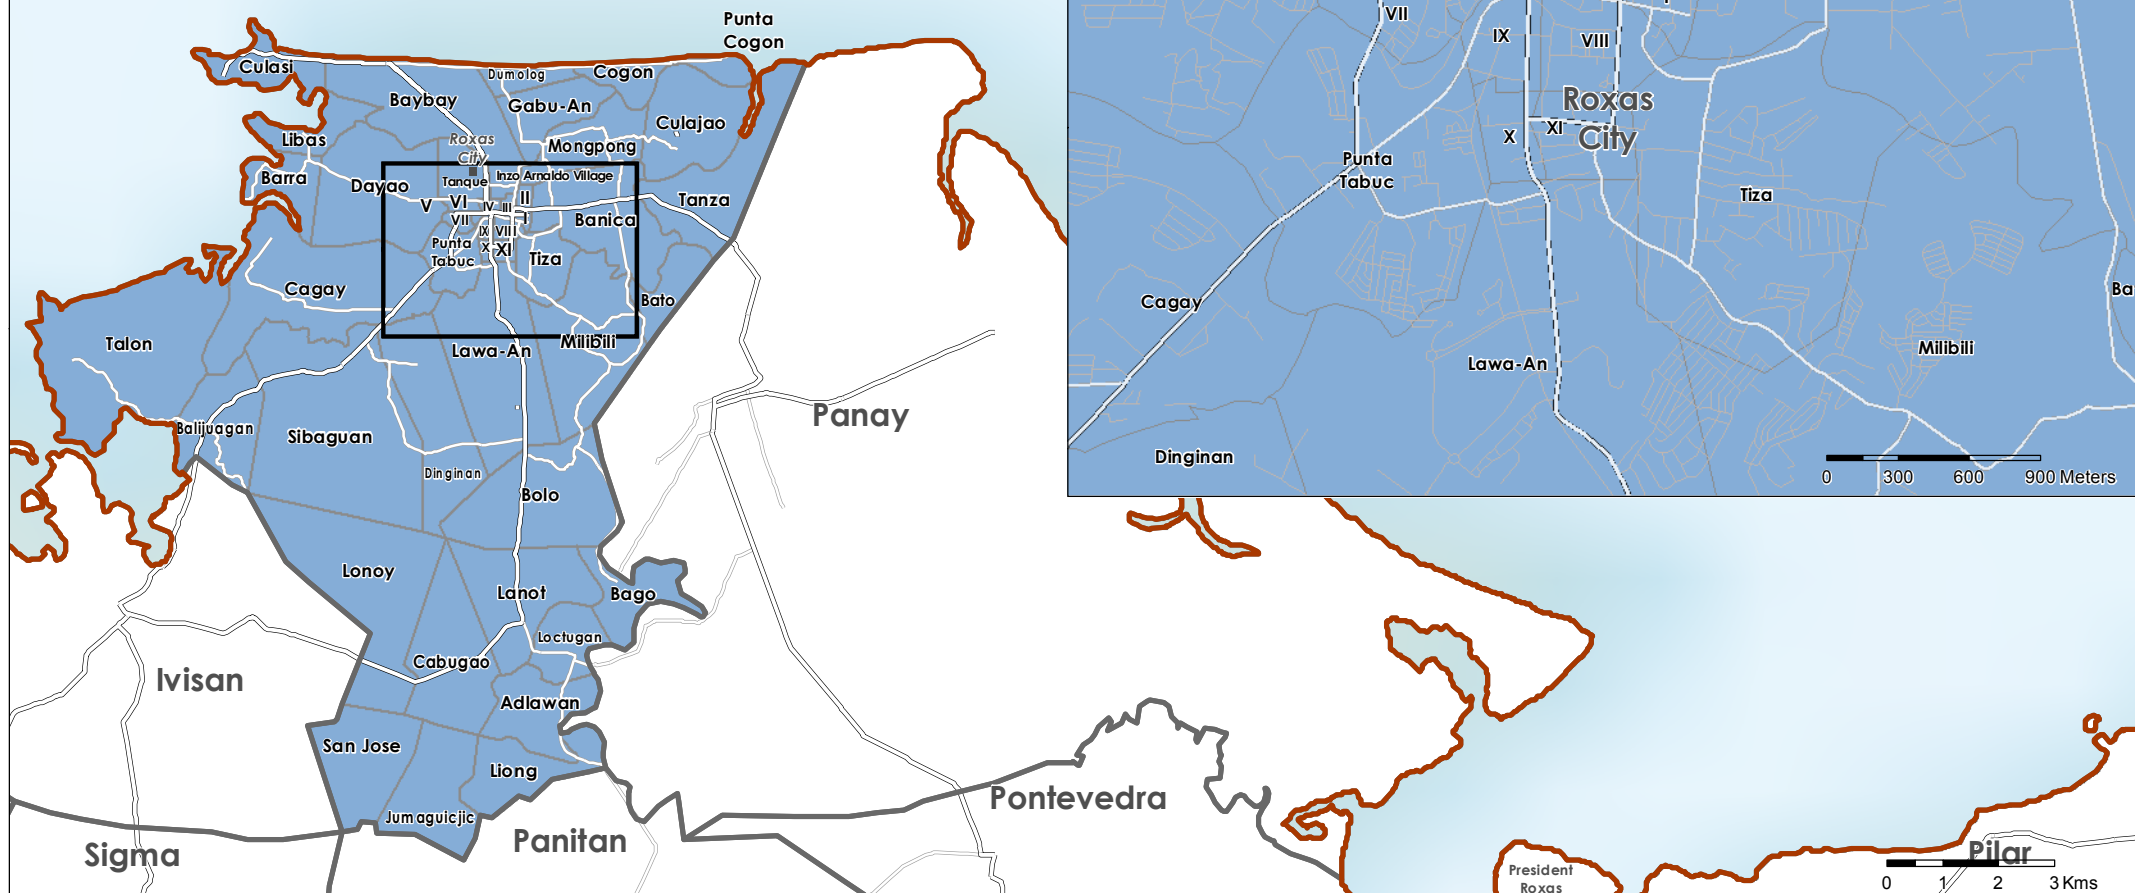 Punta
Cogon
Culasi
Dumolog
Cogon
Baybay
Gabu-An
Culajao
Libas
Roxas
City
Mongpong
Barra
Dayao
Tanque
Inzo Arnaldo Village
V
VI
IV
III
II
Tanza
VII
I
Banica
IX
VIII
Punta
Tabuc
X
XI
Tiza
Cagay
Bato
Talon
Lawa-An
Milibili
Balijuagan
Sibaguan
Panay
Dinginan
Bolo
Lonoy
Lanot
Bago
Loctugan
Cabugao
Ivisan
Adlawan
San Jose
Liong
Jumaguicjic
Pontevedra
Sigma
Panitan
VII
IX
VIII
Roxas
City
X
XI
Punta
Tabuc
Tiza
Cagay
Ba
Lawa-An
Milibili
Dinginan
0 300 600 900 Meters
President
Roxas
Pilar
0 1 2 3 Kms